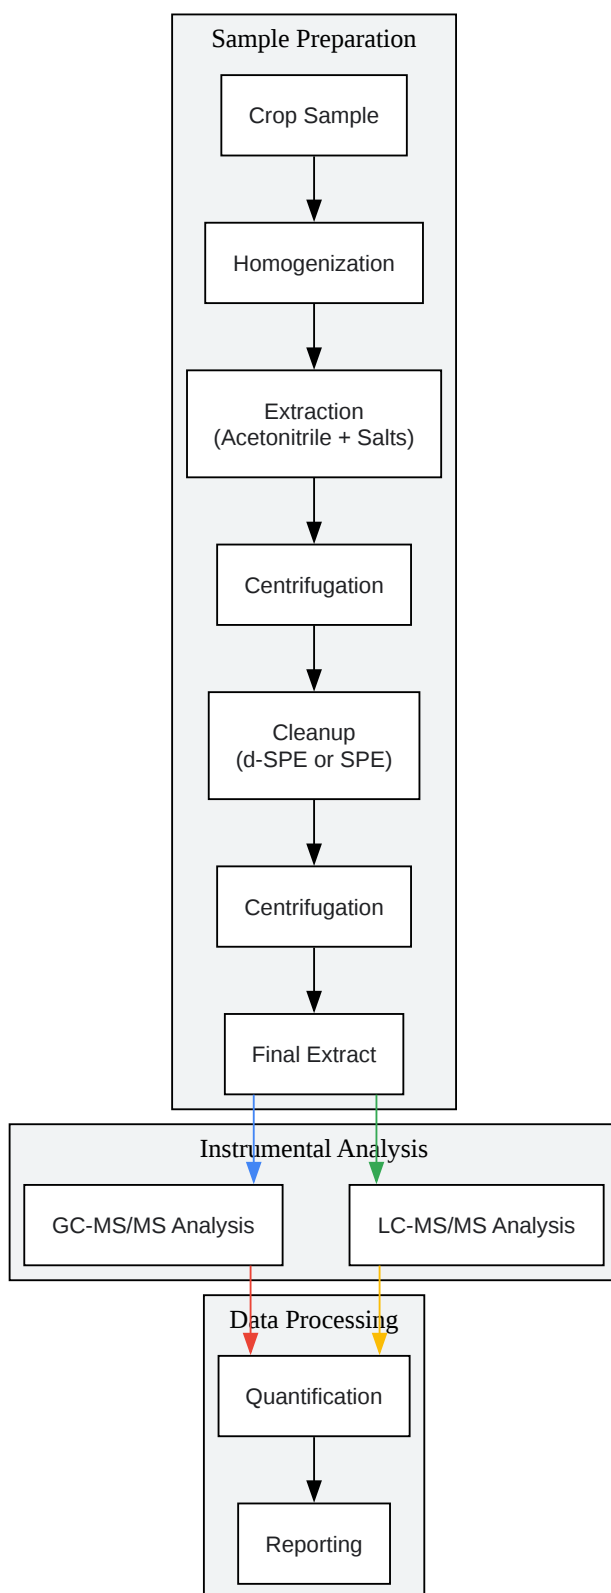 Sample Preparation
Crop Sample
Homogenization
Extraction
(Acetonitrile + Salts)
Centrifugation
Cleanup
(d-SPE or SPE)
Centrifugation
Final Extract
Instrumental Analysis
GC-MS/MS Analysis
LC-MS/MS Analysis
Data Processing
Quantification
Reporting